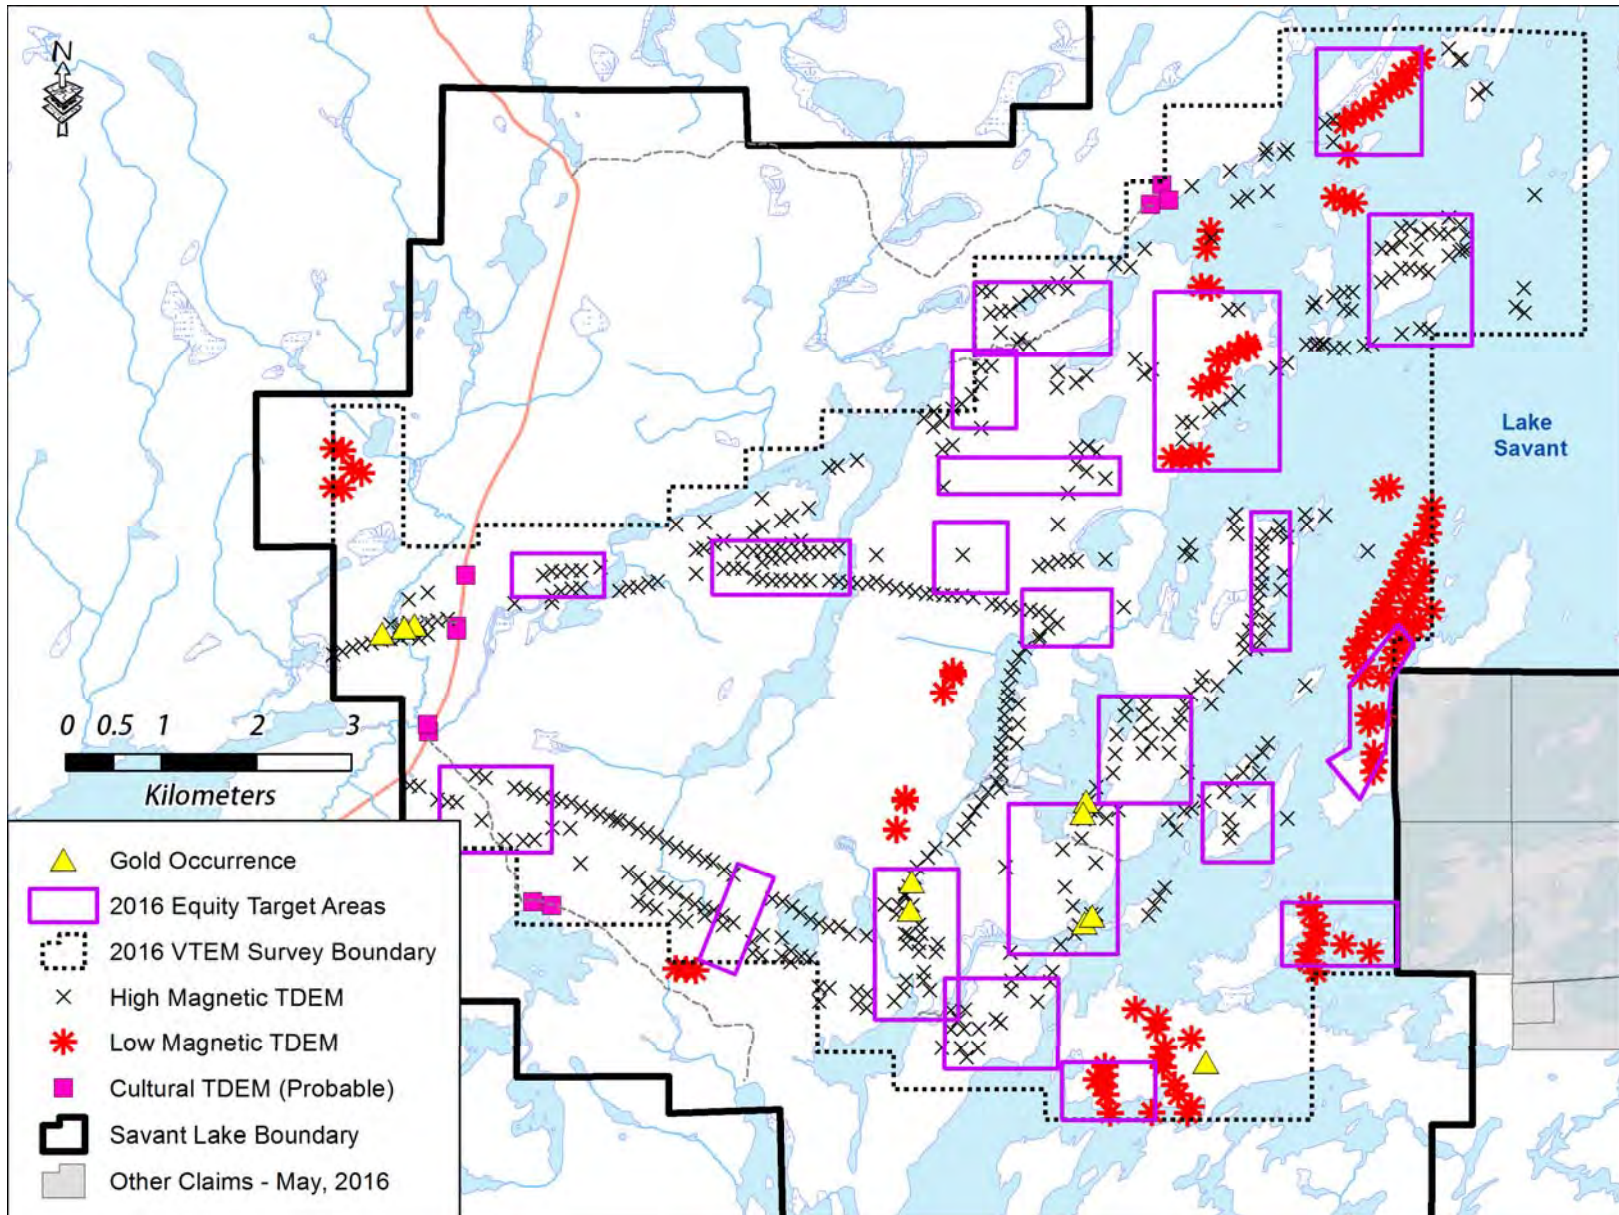 N
Lake
Savant
0 0.5 1 2 3
Kilometers
Gold Occurrence
2016 Equity Target Areas
2016 VTEM Survey Boundary
High Magnetic TDEM
Low Magnetic TDEM
Cultural TDEM (Probable)
Savant Lake Boundary
Other Claims - May, 2016